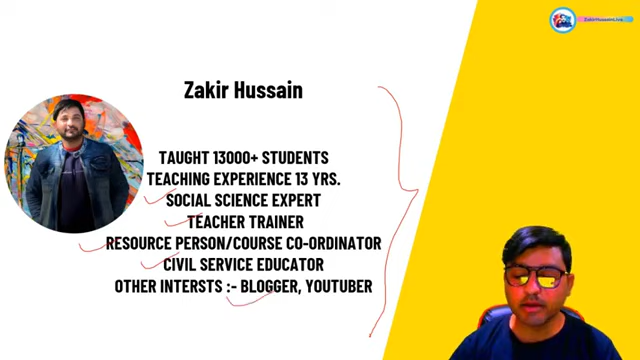 ZakirHussainLive
Zakir Hussain
TAUGHT 13000+ STUDENTS
TEACHING EXPERIENCE 13 YRS.
SOCIAL SCIENCE EXPERT
TEACHER TRAINER
RESOURCE PERSON/COURSE CO-ORDINATOR
CIVIL SERVICE EDUCATOR
OTHER INTERSTS :- BLOGGER, YOUTUBER